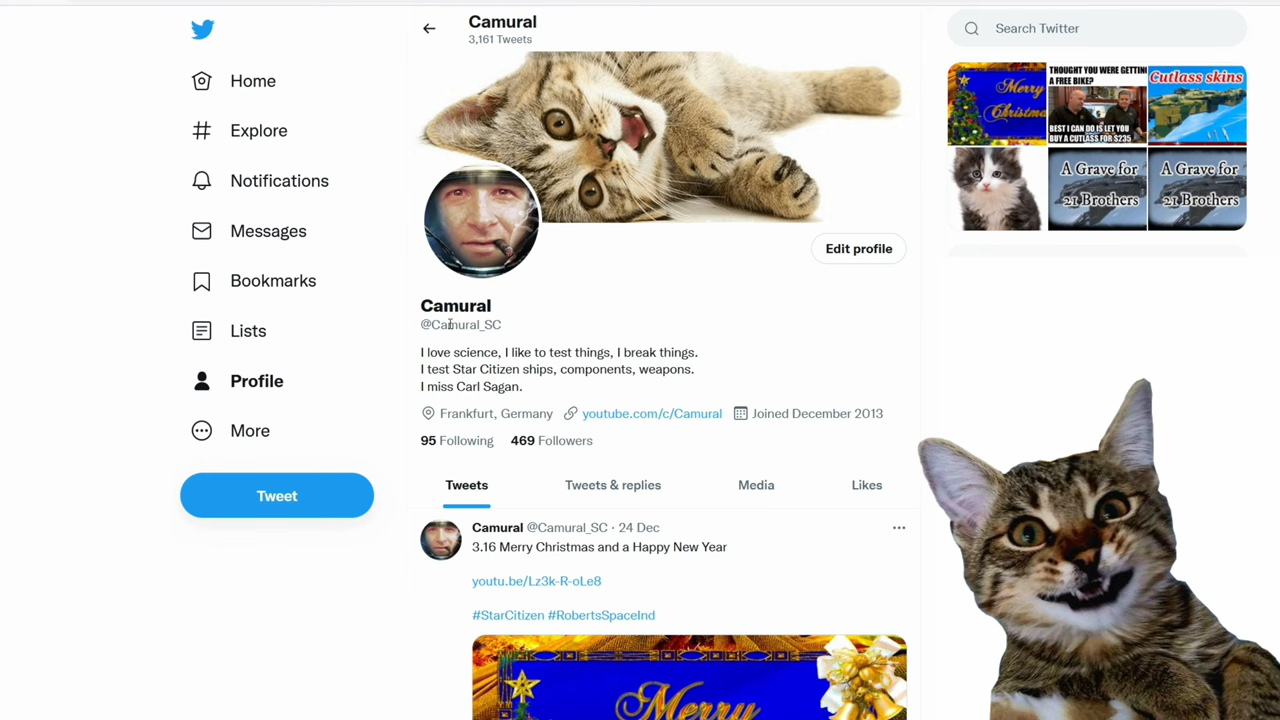 Camural
3,161 Tweets
Search Twitter
Home
Explore
Notifications
Messages
Bookmarks
Lists
Profile
More
Tweet
Edit profile
Camural
@Camural_SC
I love science, I like to test things, I break things.
I test Star Citizen ships, components, weapons.
I miss Carl Sagan.
Frankfurt, Germany youtube.com/c/Camural Joined December 2013
95 Following 469 Followers
Tweets Tweets & replies Media Likes
Camural @Camural_SC · 24 Dec
3.16 Merry Christmas and a Happy New Year
youtu.be/Lz3k-R-oLe8
#StarCitizen #RobertsSpaceInd
Merry
Merry
Christmas
THOUGHT YOU WERE GETTING
A FREE BIKE?
BEST I CAN DO IS LET YOU
BUY A CUTLASS FOR $235
Cutlass skins
A Grave for
21 Brothers
A Grave for
21 Brothers